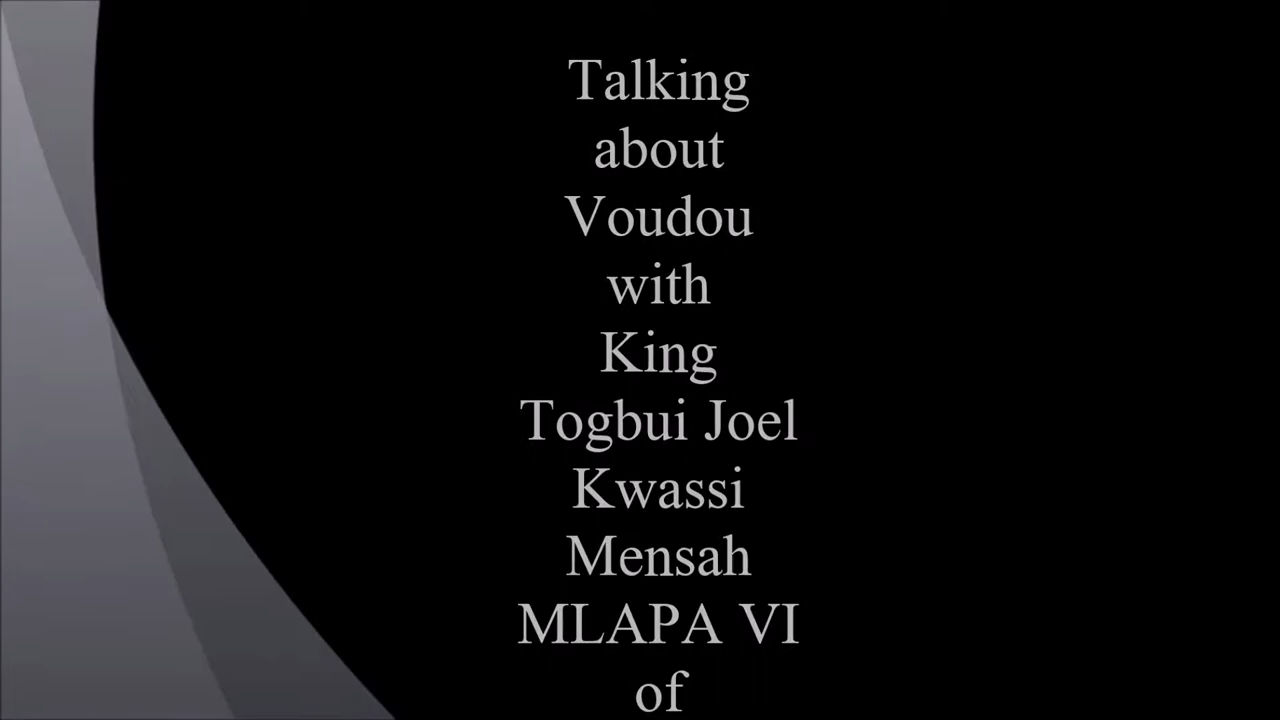 Talking
about
Voudou
with
King
Togbui Joel
Kwassi
Mensah
MLAPA VI
of